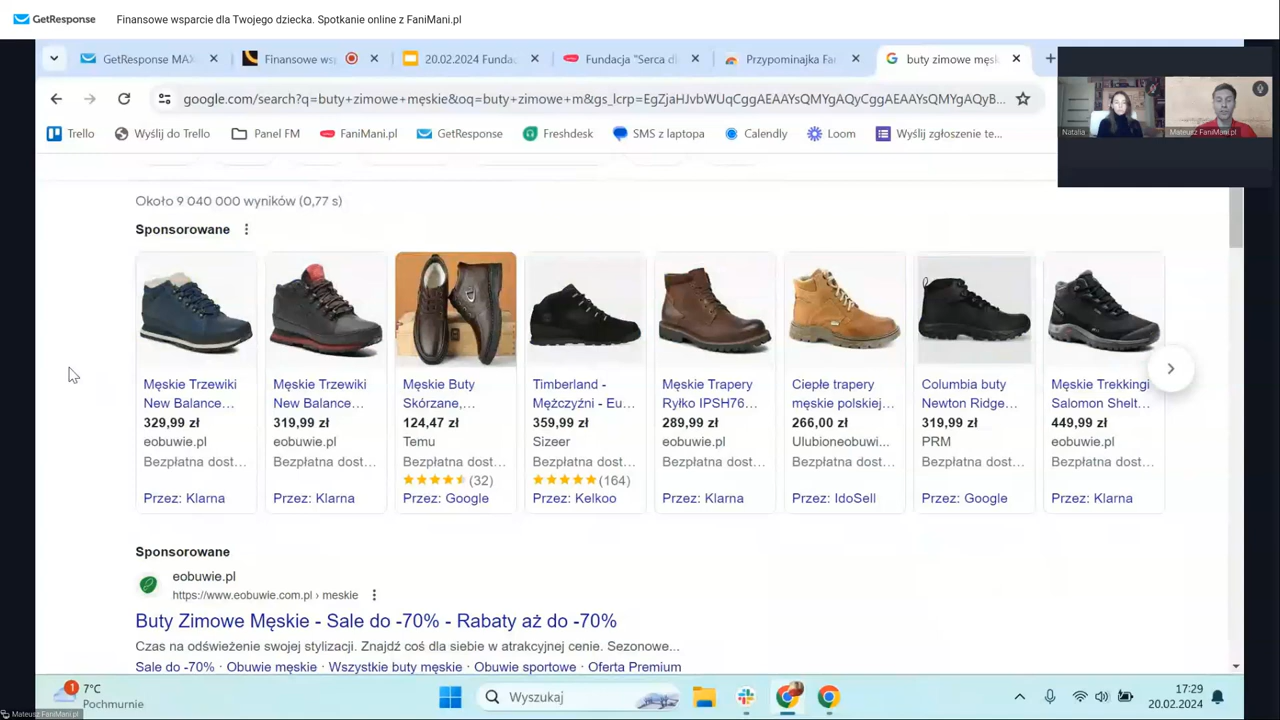 GetResponse Finansowe wsparcie dla Twojego dziecka. Spotkanie online z FaniMani.pl
GetResponse MAX Finansowe wsp 20.02.2024 Fundac Fundacja "Serca dl Przypominajka Fan buty zimowe męsk
google.com/search?q=buty+zimowe+męskie&oq=buty+zimowe+m&gs_lcrp=EgZjaHJvbWUqCggAEAAYsQMYgAQyCggAEAAYsQMYgAQyB...
Trello Wyślij do Trello Panel FM FaniMani.pl GetResponse Freshdesk SMS z laptopa Calendly Loom Wyślij zgłoszenie te...
Natalia Mateusz FaniMani.pl
Około 9 040 000 wyników (0,77 s)
Sponsorowane
Męskie Trzewiki Męskie Trzewiki Męskie Buty Timberland - Męskie Trapery Ciepłe trapery Columbia buty Męskie Trekkingi
New Balance... New Balance... Skórzane,... Mężczyźni - Eu... Ryłko IPSH76... męskie polskiej... Newton Ridge... Salomon Shelt...
329,99 zł 319,99 zł 124,47 zł 359,99 zł 289,99 zł 266,00 zł 319,99 zł 449,99 zł
eobuwie.pl eobuwie.pl Temu Sizeer eobuwie.pl Ulubioneobuwi... PRM eobuwie.pl
Bezpłatna dost... Bezpłatna dost... Bezpłatna dost... Bezpłatna dost... Bezpłatna dost... Bezpłatna dost... Bezpłatna dost... Bezpłatna dost...
(32) (164)
Przez: Klarna Przez: Klarna Przez: Google Przez: Kelkoo Przez: Klarna Przez: IdoSell Przez: Google Przez: Klarna
Sponsorowane
eobuwie.pl
https://www.eobuwie.com.pl › meskie
Buty Zimowe Męskie - Sale do -70% - Rabaty aż do -70%
Czas na odświeżenie swojej stylizacji. Znajdź coś dla siebie w atrakcyjnej cenie. Sezonowe...
Sale do -70% · Obuwie męskie · Wszystkie buty męskie · Obuwie sportowe · Oferta Premium
1 7°C
Pochmurnie
Wyszukaj
17:29
20.02.2024
Mateusz FaniMani.pl